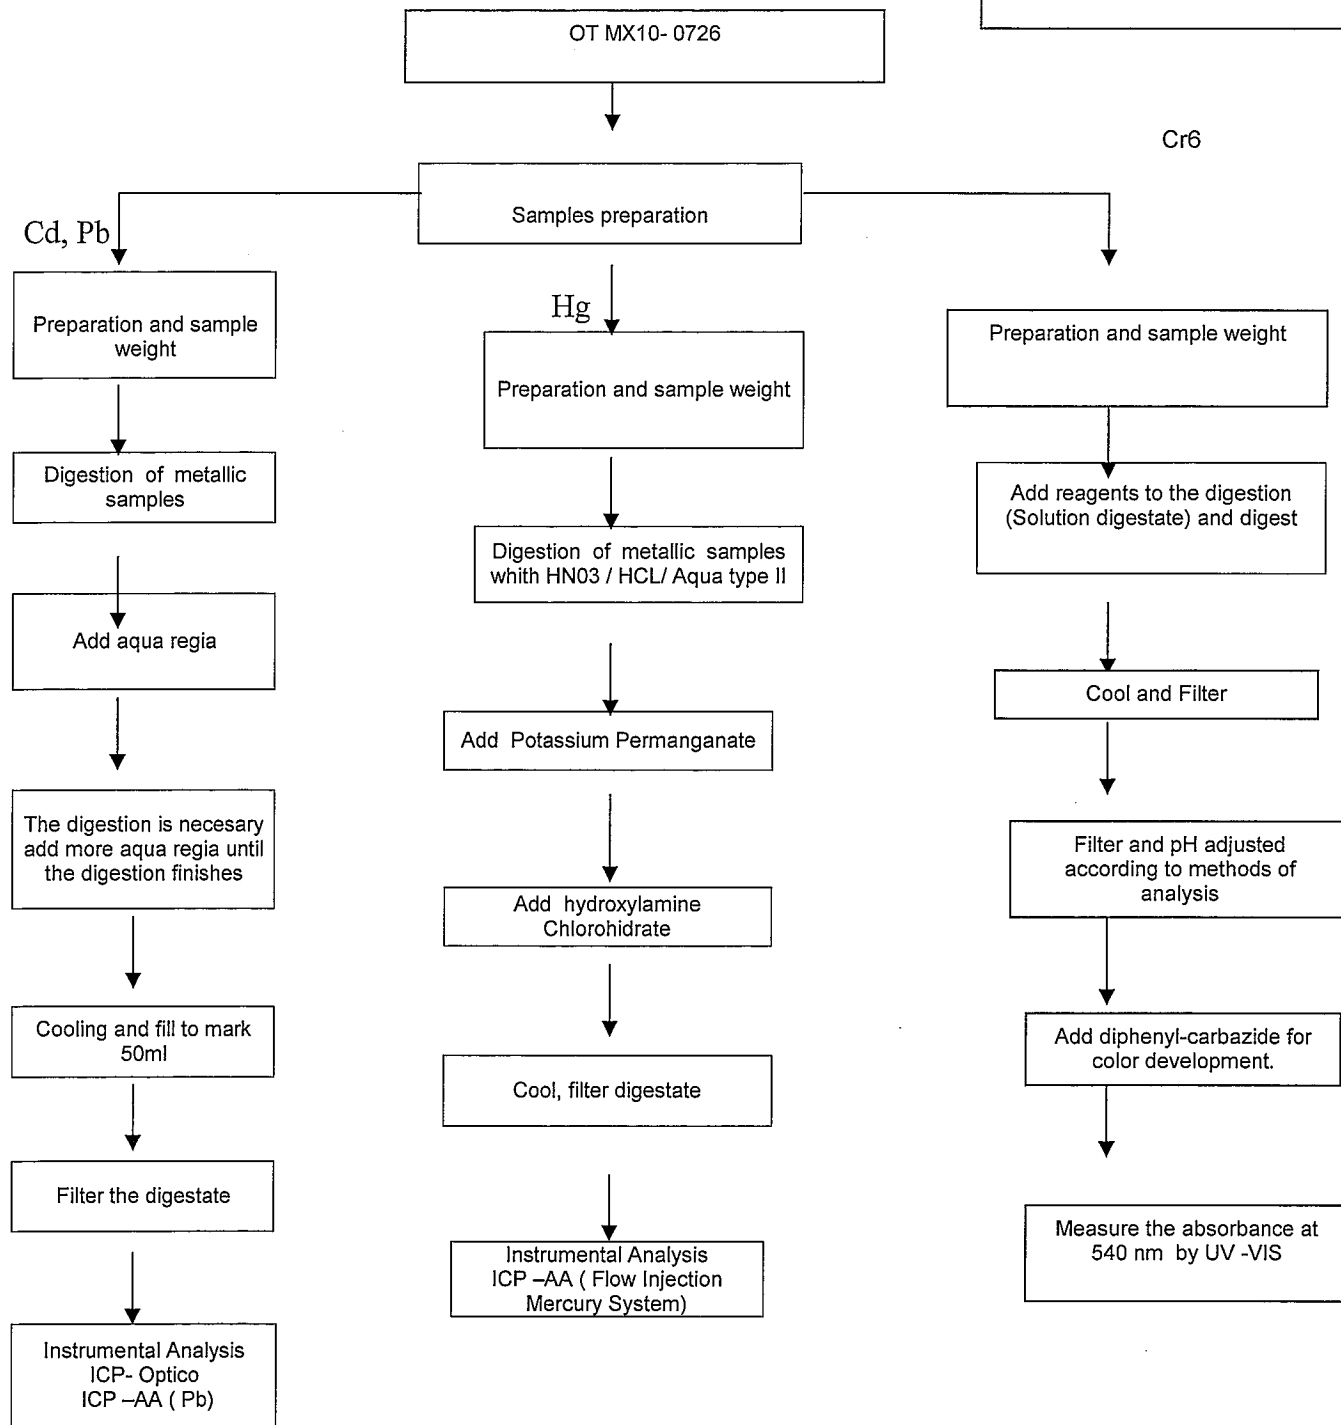 OT MX10- 0726
Cr6
Samples preparation
Cd, Pb
Preparation and sample
weight
Digestion of metallic
samples
Add aqua regia
The digestion is necesary
add more aqua regia until
the digestion finishes
Cooling and fill to mark
50ml
Filter the digestate
Instrumental Analysis
ICP- Optico
ICP –AA ( Pb)
Hg
Preparation and sample weight
Digestion of metallic samples
whith HN03 / HCL/ Aqua type II
Add Potassium Permanganate
Add hydroxylamine
Chlorohidrate
Cool, filter digestate
Instrumental Analysis
ICP –AA ( Flow Injection
Mercury System)
Preparation and sample weight
Add reagents to the digestion
(Solution digestate) and digest
Cool and Filter
Filter and pH adjusted
according to methods of
analysis
Add diphenyl-carbazide for
color development.
Measure the absorbance at
540 nm by UV -VIS